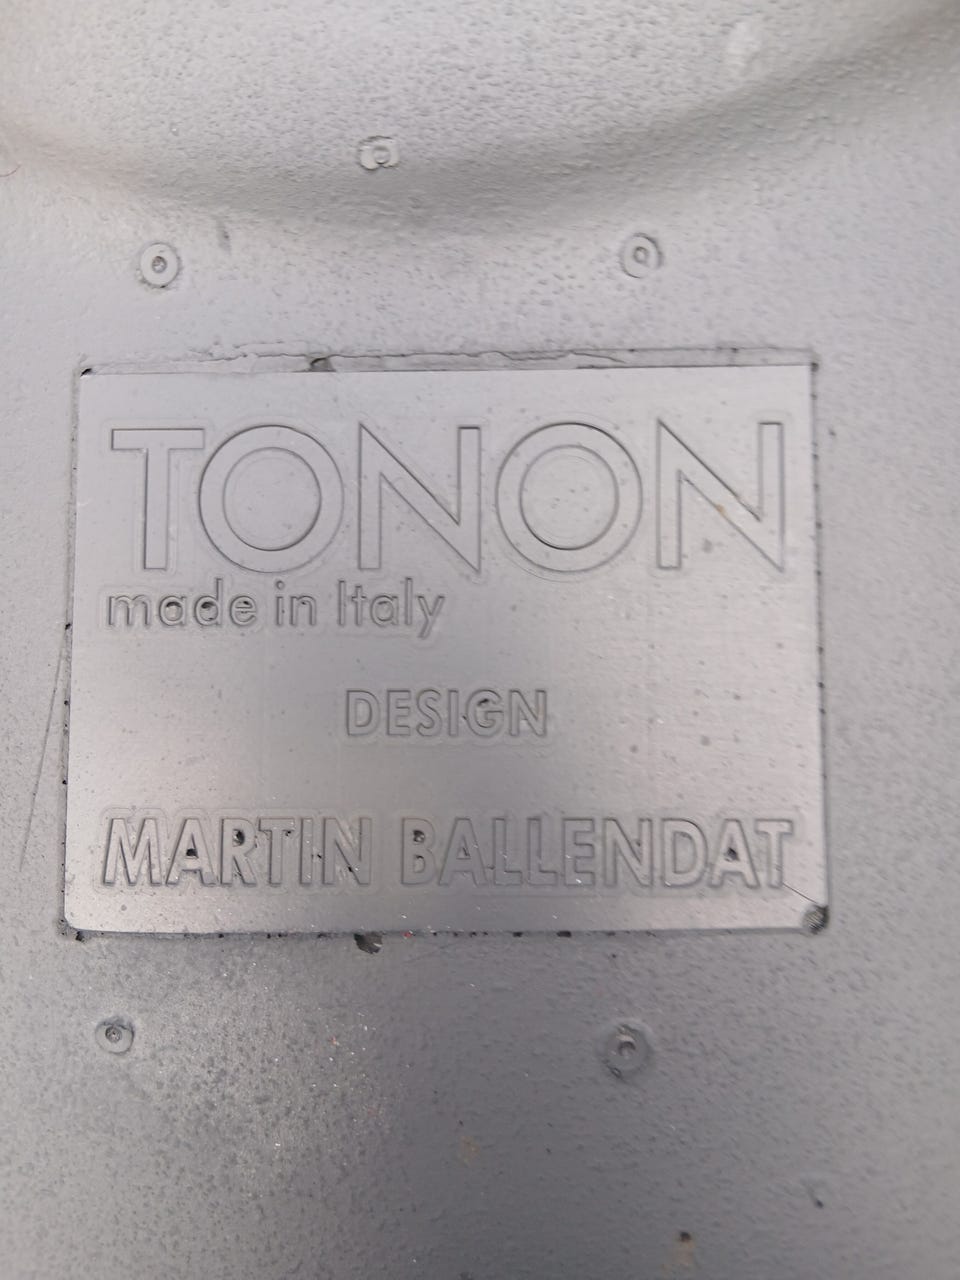 TONON
made in Italy
DESIGN
MARTIN BALLENDAT